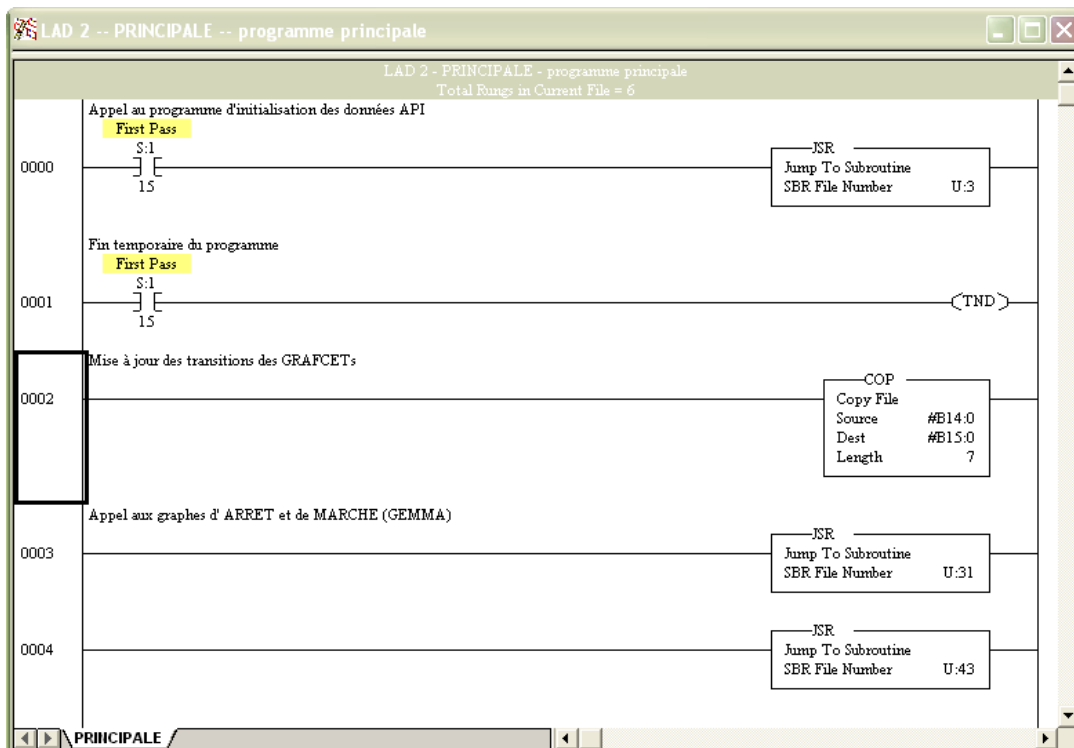 LAD 2 -- PRINCIPALE -- programme principale
LAD 2 - PRINCIPALE - programme principale
Total Rungs in Current File = 6
Appel au programme d'initialisation des données API
First Pass
S:1
15
0000
JSR
Jump To Subroutine
SBR File Number U:3
Fin temporaire du programme
First Pass
S:1
15
0001
TND
Mise à jour des transitions des GRAFCETs
0002
COP
Copy File
Source #B14:0
Dest #B15:0
Length 7
Appel aux graphes d' ARRET et de MARCHE (GEMMA)
0003
JSR
Jump To Subroutine
SBR File Number U:31
0004
JSR
Jump To Subroutine
SBR File Number U:43
PRINCIPALE